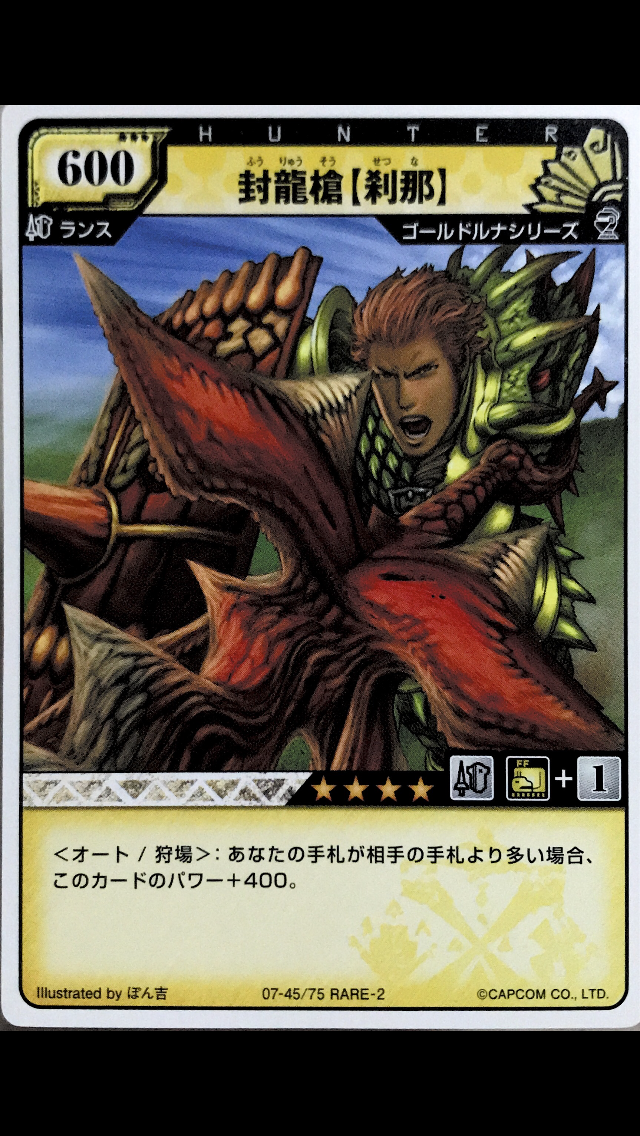 HUNTER
600
ふう りゅう そう せつ な
封龍槍【刹那】
ランス
ゴールドルナシリーズ
FF
+1
<オート / 狩場>:あなたの手札が相手の手札より多い場合、
このカードのパワー+400。
Illustrated by ぽん吉
07-45/75 RARE-2
©CAPCOM CO., LTD.